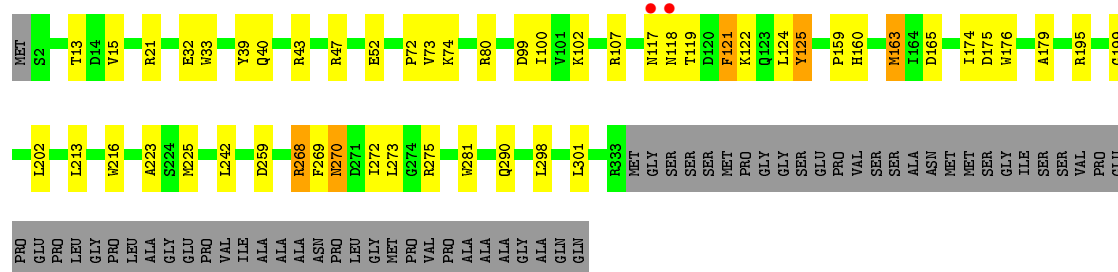 MET S2 T13 D14 V15 R21 E32 W33 Y39 Q40 R43 R47 E52 P72 V73 K74 R80 D99 I100 V101 K102 R107 N117 N118 T119 D120 F121 K122 Q123 L124 Y125 P159 H160 M163 I164 D165 I174 D175 W176 A179 R195
L202 L213 W216 A223 S224 M225 L242 D259 R268 F269 N270 D271 I272 L273 G274 R275 W281 Q290 L298 L301 R333 MET GLY SER SER SER MET PRO GLY GLY SER GLU PRO VAL SER SER ALA ASN MET MET SER GLY ILE SER SER VAL PRO GLU
PRO GLU PRO LEU GLY PRO LEU ALA GLY GLU PRO VAL ILE ALA ALA ALA ASN PRO LEU GLY MET PRO VAL PRO ALA ALA ALA GLY ALA GLN GLN